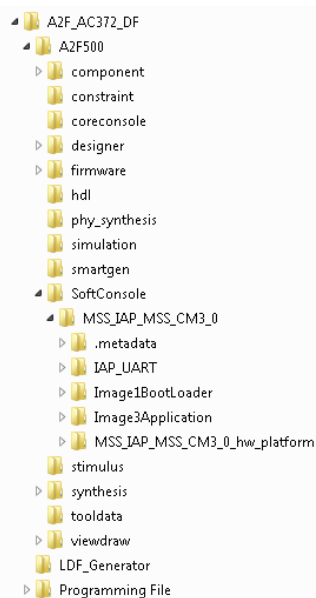 A2F_AC372_DF
A2F500
component
constraint
coreconsole
designer
firmware
hdl
phy_synthesis
simulation
smartgen
SoftConsole
MSS_IAP_MSS_CM3_0
.metadata
IAP_UART
Image1BootLoader
Image3Application
MSS_IAP_MSS_CM3_0_hw_platform
stimulus
synthesis
tooldata
viewdraw
LDF_Generator
Programming File